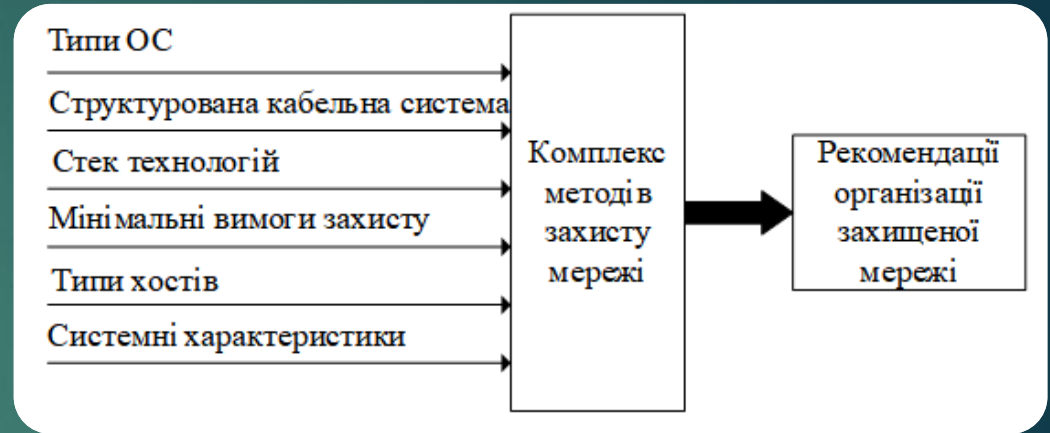 Типи ОС
Структурована кабельна система
Стек технологій
Мінімальні вимоги захисту
Типи хостів
Системні характеристики
Комплекс
методів
захисту
мережі
Рекомендації
організації
захищеної
мережі